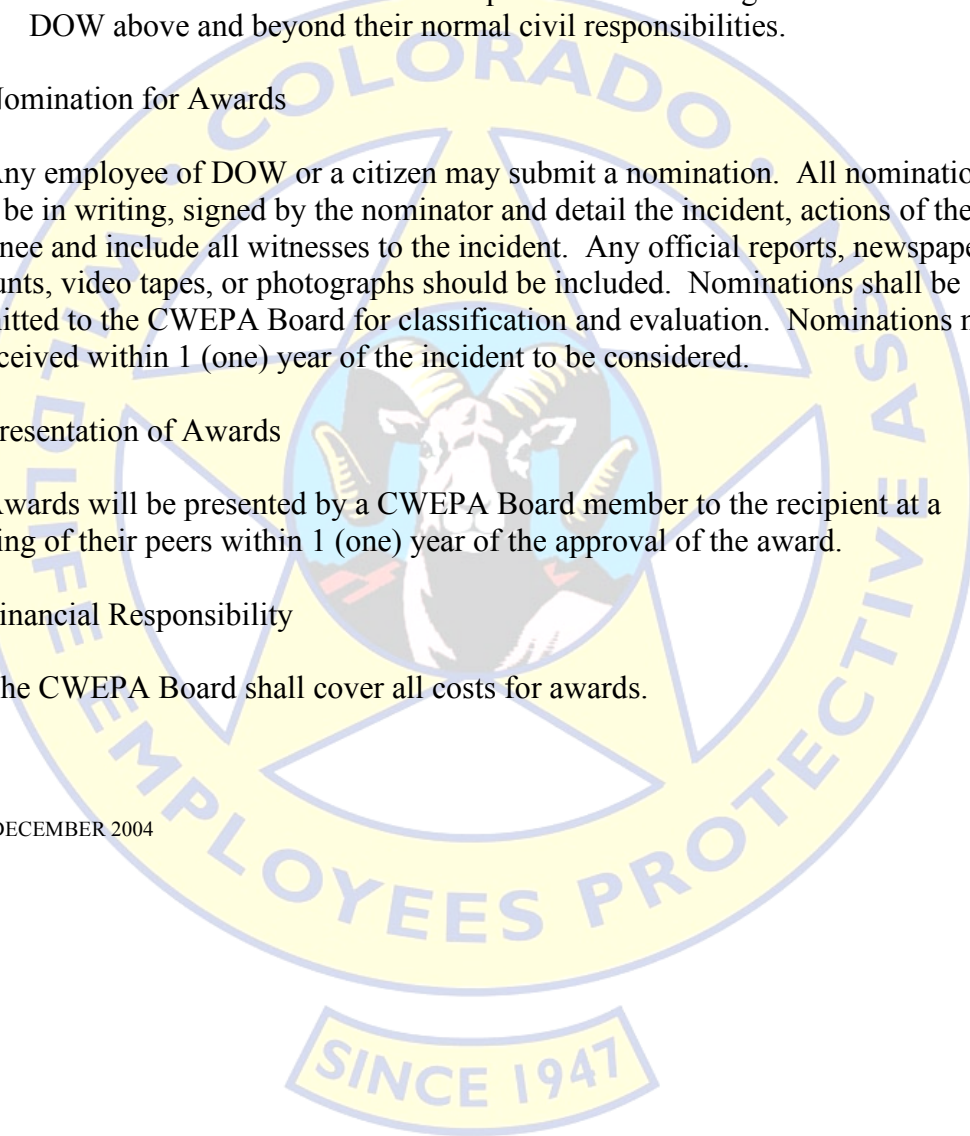 DOW above and beyond their normal civil responsibilities.
Nomination for Awards
Any employee of DOW or a citizen may submit a nomination. All nominatio
be in writing, signed by the nominator and detail the incident, actions of the
nee and include all witnesses to the incident. Any official reports, newspape
unts, video tapes, or photographs should be included. Nominations shall be
itted to the CWEPA Board for classification and evaluation. Nominations
ceived within 1 (one) year of the incident to be considered.
resentation of Awards
Awards will be presented by a CWEPA Board member to the recipient at a
ing of their peers within 1 (one) year of the approval of the award.
inancial Responsibility
he CWEPA Board shall cover all costs for awards.
DECEMBER 2004
COLORADO
WILDLIFE EMPLOYEES PROTECTIVE ASSN
SINCE 1947